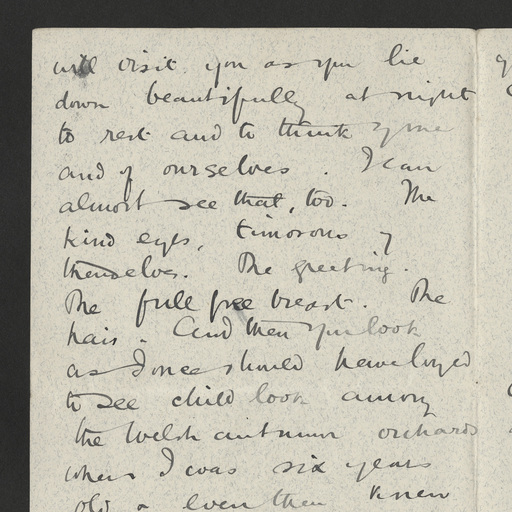 will visit you as you lie
down beautifully at night
to rest and to think of me
and of ourselves. I can
almost see that, too. The
kind eyes, timorous of
themselves. The greeting.
The full free breast. The
hair. And then you look
as I once should have loved
to see child look among
the Welsh autumn orchards
when I was six years
old & even then knew